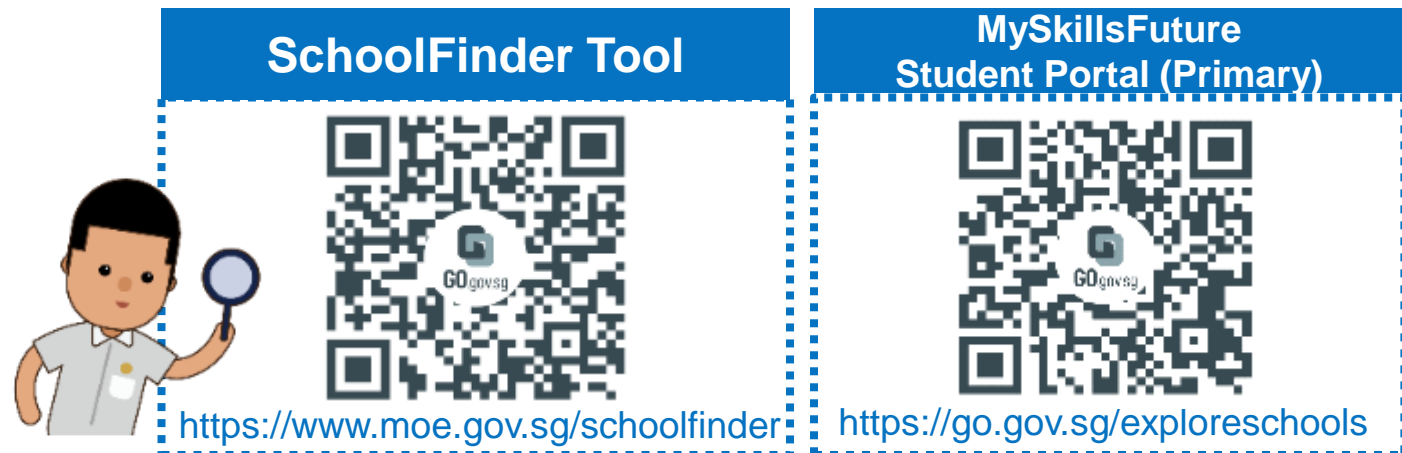 SchoolFinder Tool
GOgovsg
https://www.moe.gov.sg/schoolfinder
MySkillsFuture
Student Portal (Primary)
GOgovsg
https://go.gov.sg/exploreschools